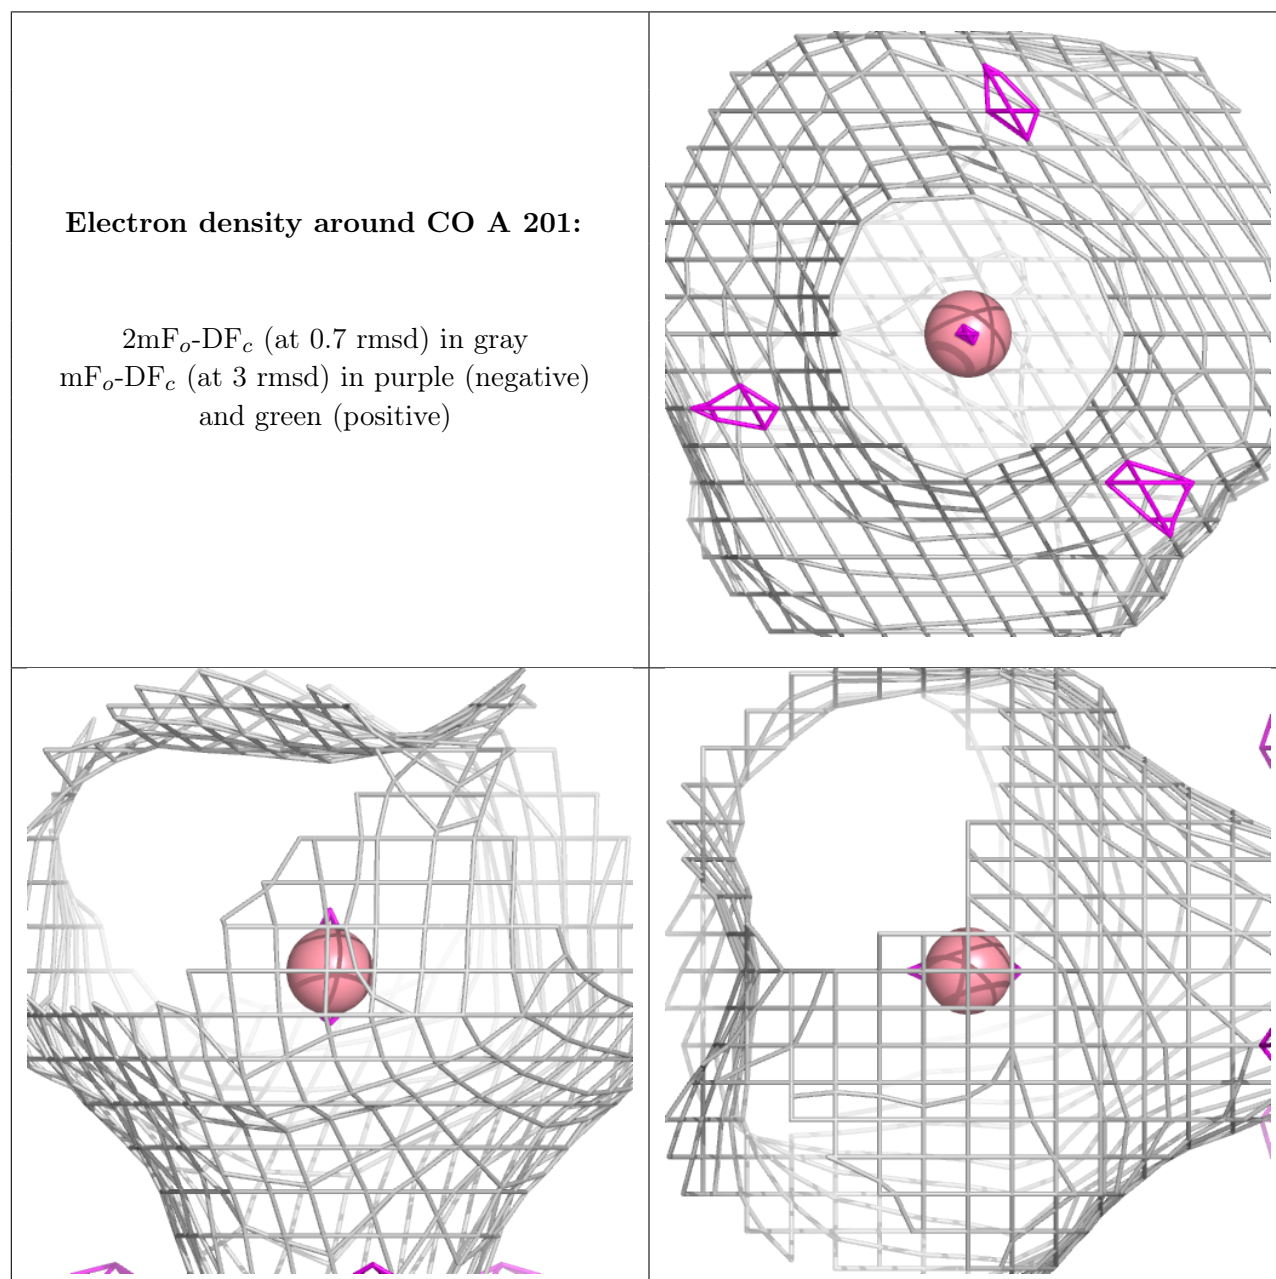 Electron density around CO A 201:
2mFo-DFc (at 0.7 rmsd) in gray
mFo-DFc (at 3 rmsd) in purple (negative)
and green (positive)